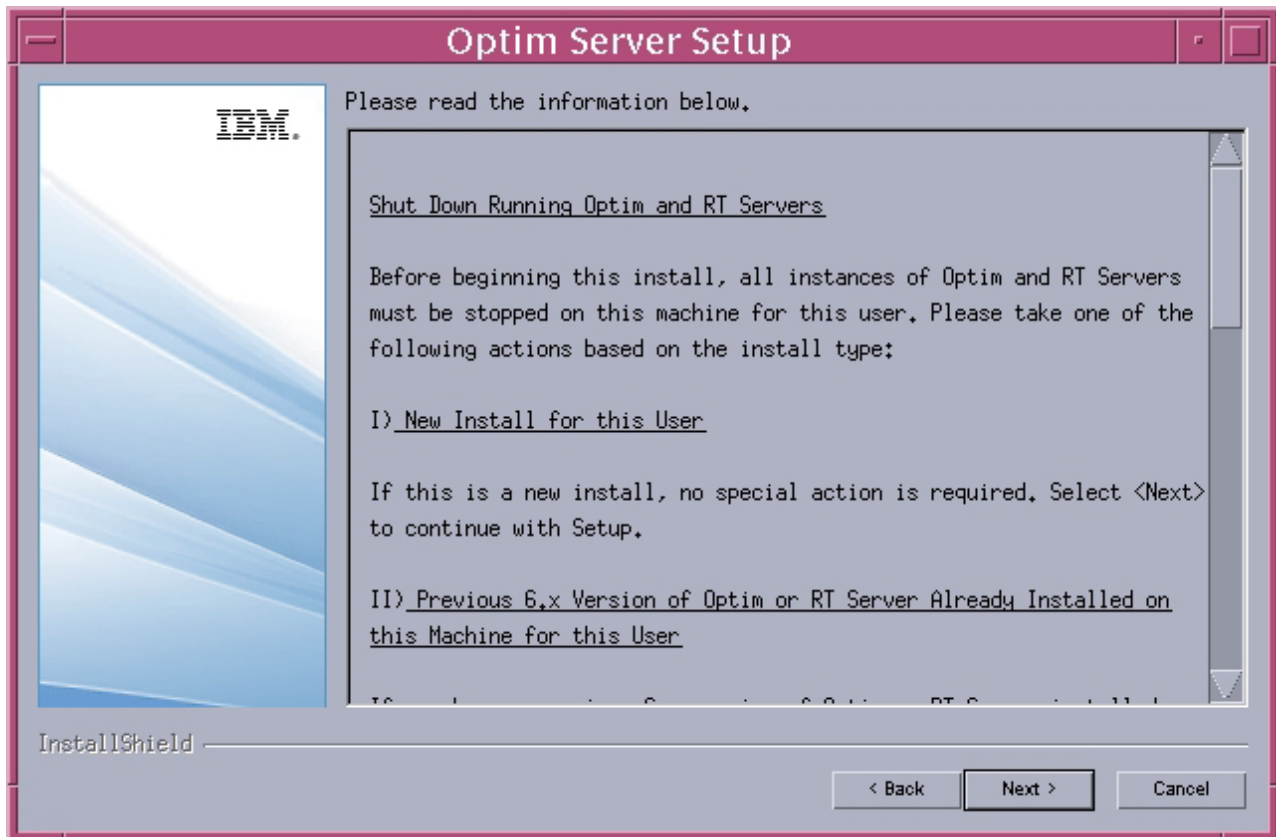 Optim Server Setup
IBM.
Please read the information below.
Shut Down Running Optim and RT Servers
Before beginning this install, all instances of Optim and RT Servers
must be stopped on this machine for this user. Please take one of the
following actions based on the install type:
I) New Install for this User
If this is a new install, no special action is required. Select <Next>
to continue with Setup.
II) Previous 6.x Version of Optim or RT Server Already Installed on
this Machine for this User
InstallShield
< Back
Next >
Cancel